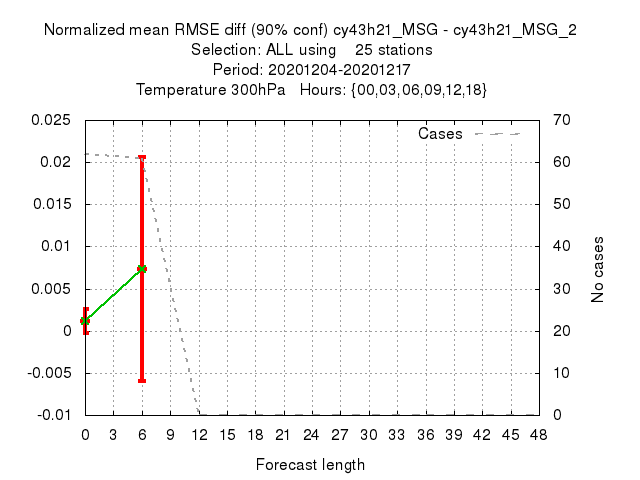 Normalized mean RMSE diff (90% conf) cy43h21_MSG - cy43h21_MSG_2
Selection: ALL using 25 stations
Period: 20201204-20201217
Temperature 300hPa Hours: {00,03,06,09,12,18}
Cases
0.025
0.02
0.015
0.01
0.005
0
-0.005
-0.01
70
60
50
40
30
20
10
0
No cases
0 3 6 9 12 15 18 21 24 27 30 33 36 39 42 45 48
Forecast length